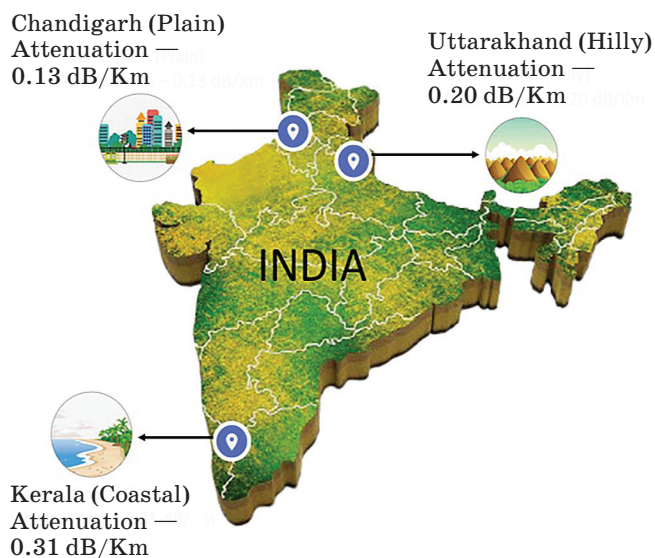 Chandigarh (Plain)
Attenuation —
0.13 dB/Km
Uttarakhand (Hilly)
Attenuation —
0.20 dB/Km
INDIA
Kerala (Coastal)
Attenuation —
0.31 dB/Km